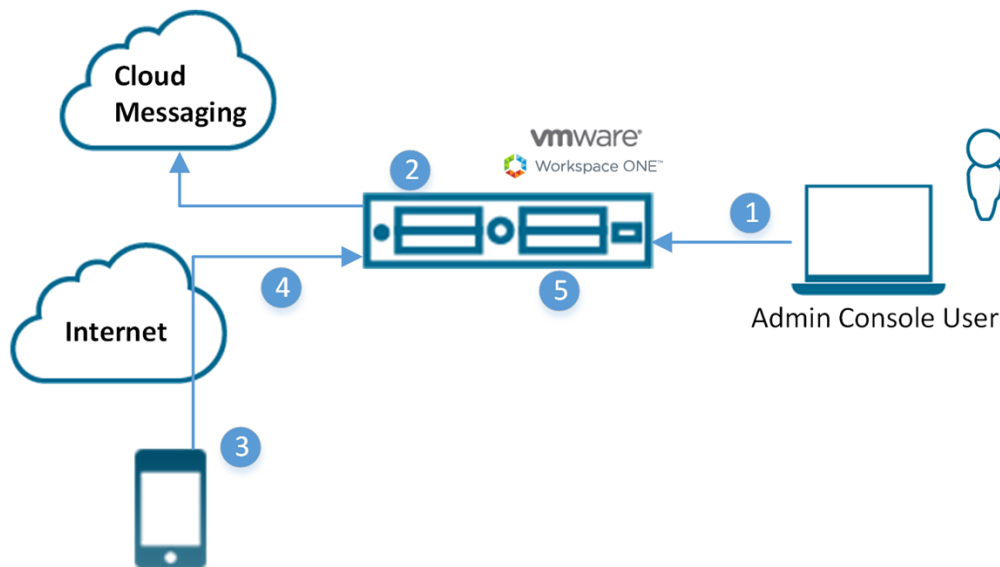 Cloud
Messaging
vmware®
Workspace ONE™
2
1
4
5
Internet
Admin Console User
3